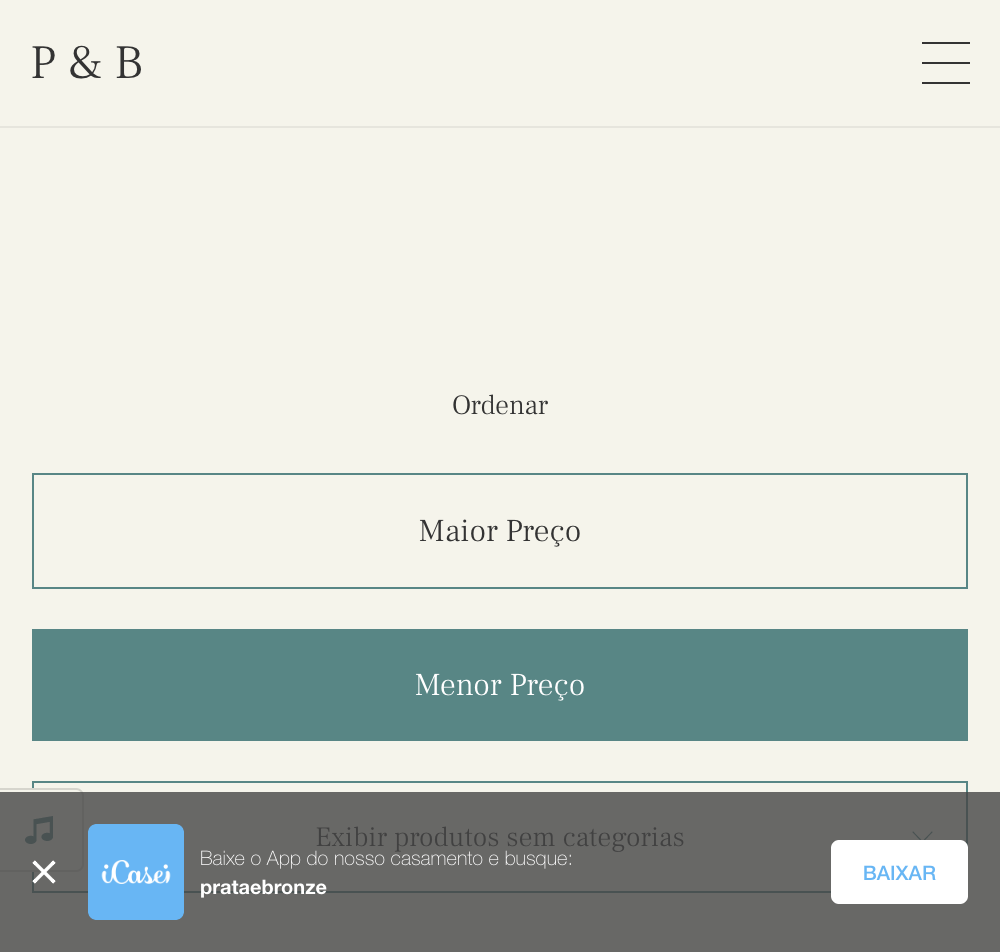 P & B
Ordenar
Maior Preço
Menor Preço
Exibir produtos sem categorias
iCasei
Baixe o App do nosso casamento e busque:
prataebronze
BAIXAR